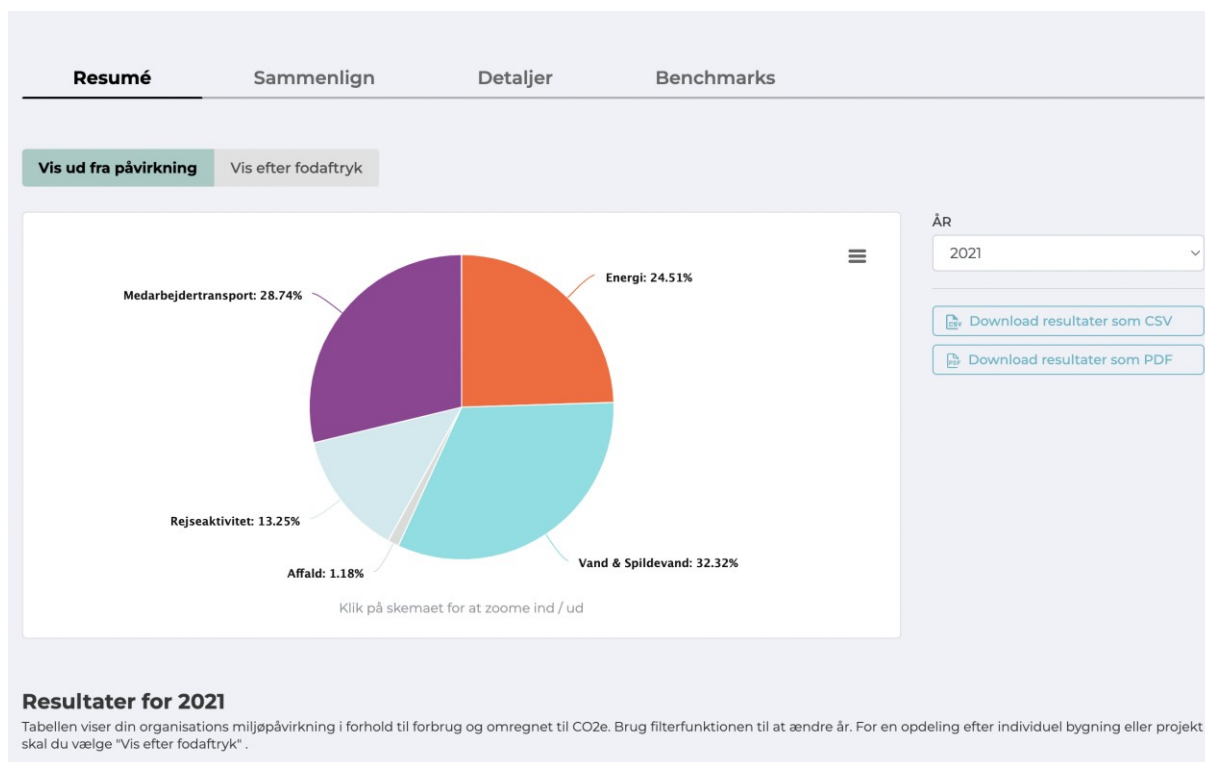 Resumé
Sammenlign
Detaljer
Benchmarks
Vis ud fra påvirkning
Vis efter fodaftryk
ÅR
2021
Download resultater som CSV
Download resultater som PDF
Energi: 24.51%
Medarbejdertransport: 28.74%
Rejseaktivitet: 13.25%
Affald: 1.18%
Vand & Spildevand: 32.32%
Klik på skemaet for at zoome ind / ud
Resultater for 2021
Tabellen viser din organisations miljøpåvirkning i forhold til forbrug og omregnet til CO2e. Brug filterfunktionen til at ændre år. For en opdeling efter individuel bygning eller projekt
skal du vælge "Vis efter fodaftryk" .